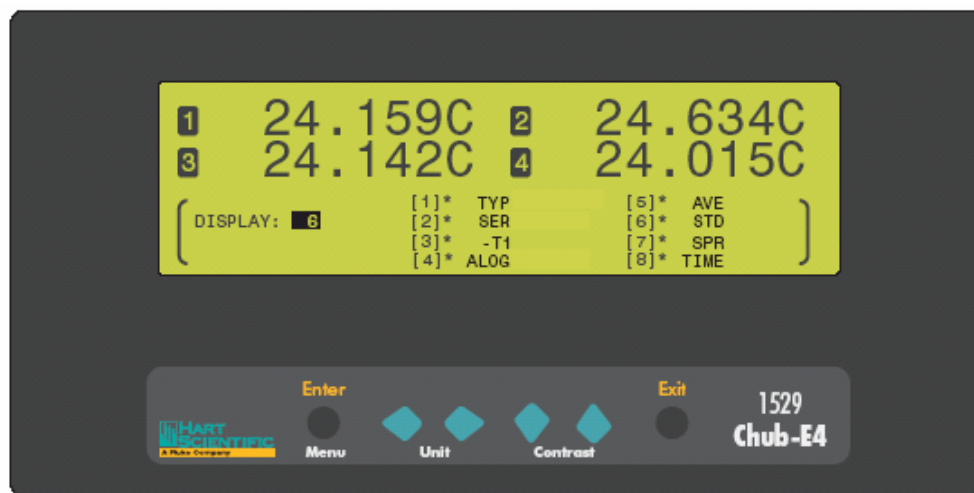 1 24.159C 2 24.634C
3 24.142C 4 24.015C
DISPLAY: 6
[1]* TYP
[2]* SER
[3]* -T1
[4]* ALOG
[5]* AVE
[6]* STD
[7]* SPR
[8]* TIME
HART
SCIENTIFIC
A Fluke Company
Enter
Menu
Unit
Contrast
Exit
1529
Chub-E4